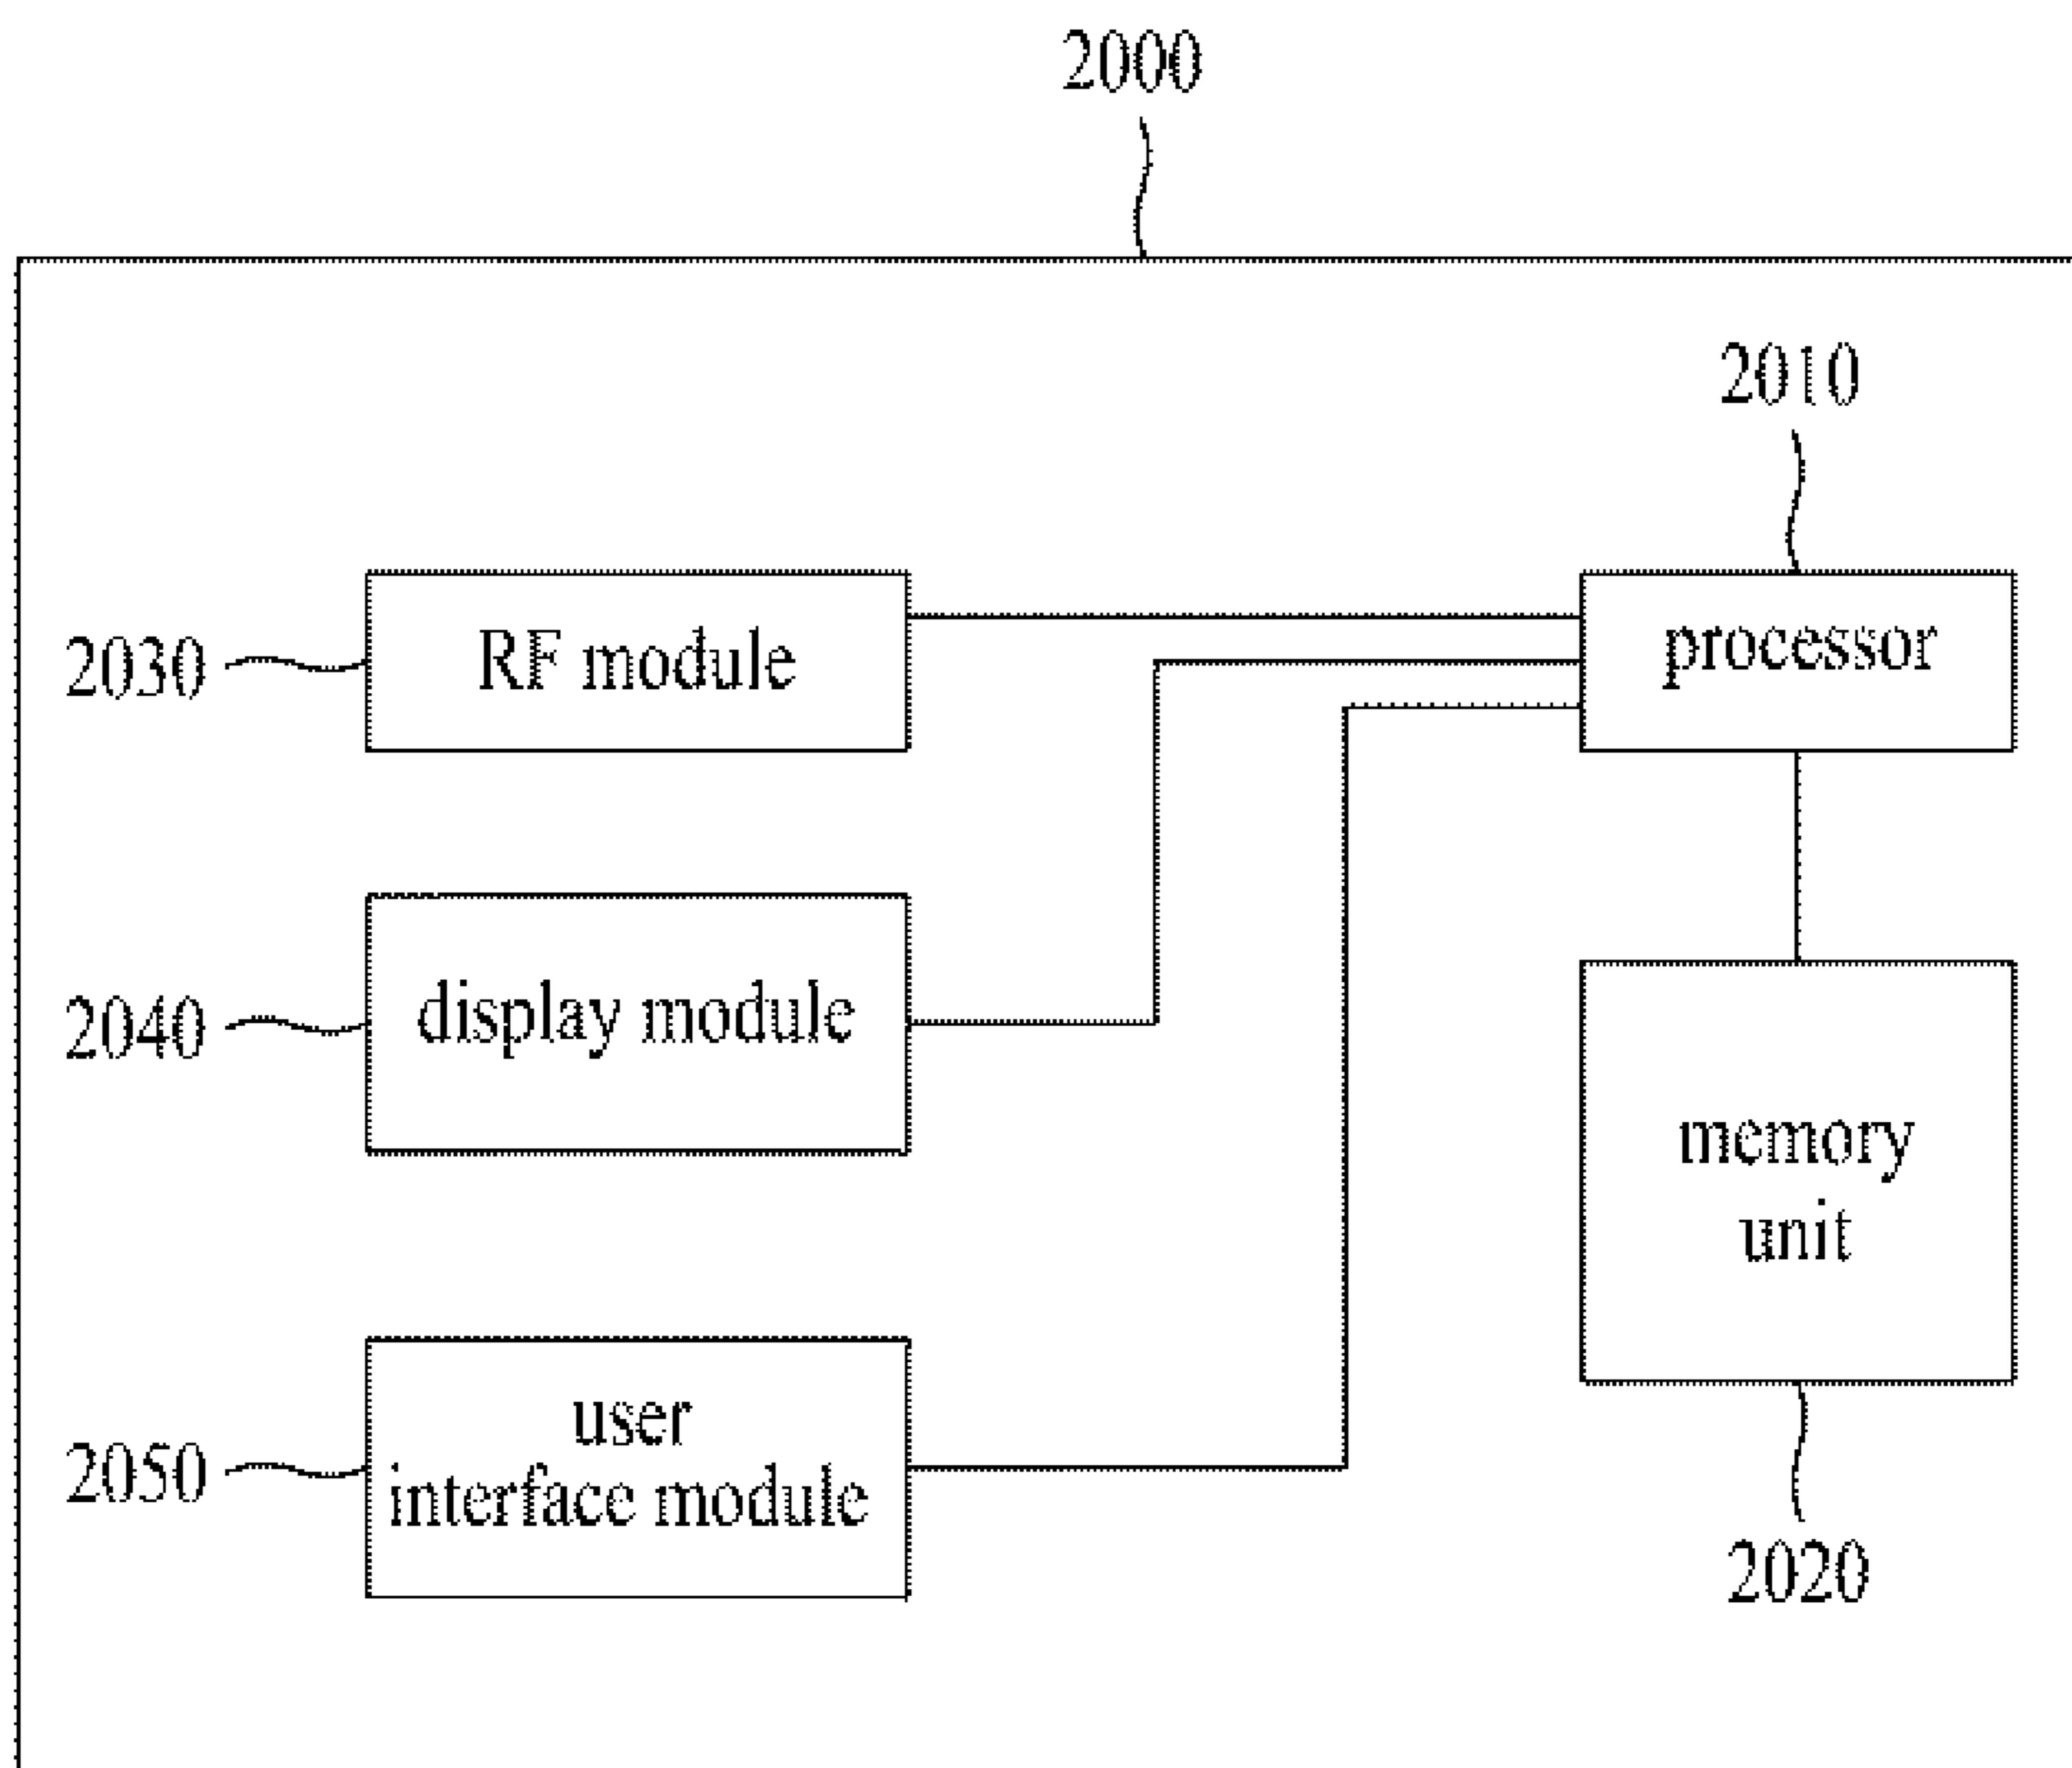 2000
2010
2030
RF module
processor
2040
display module
memory
unit
2050
user
interface module
2020